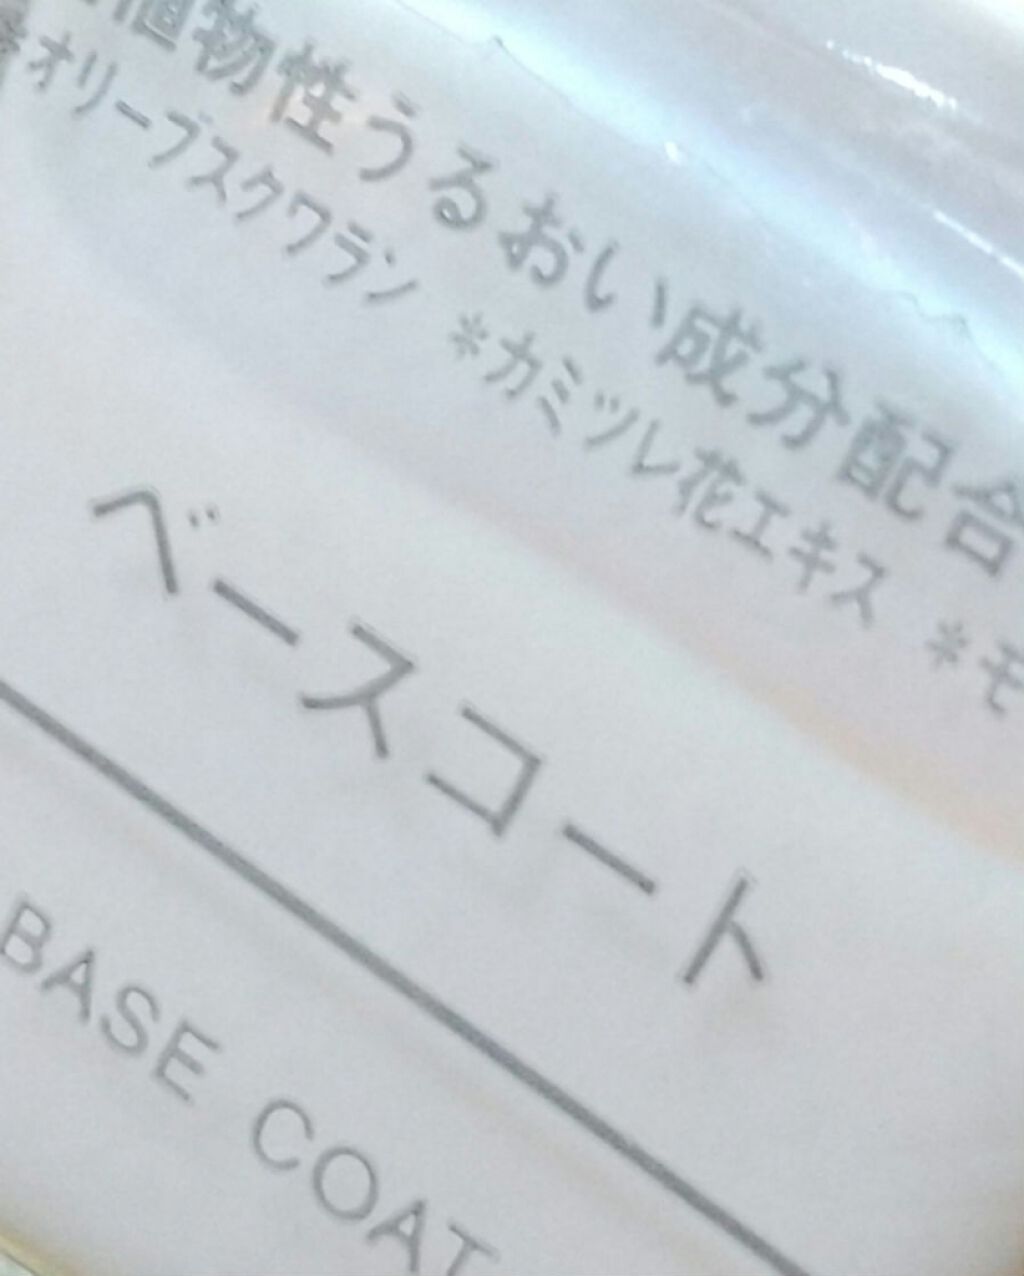 植物性うるおい成分配合
*オリーブスクワラン *カミツレ花エキス *モ
ベースコート
BASE COAT